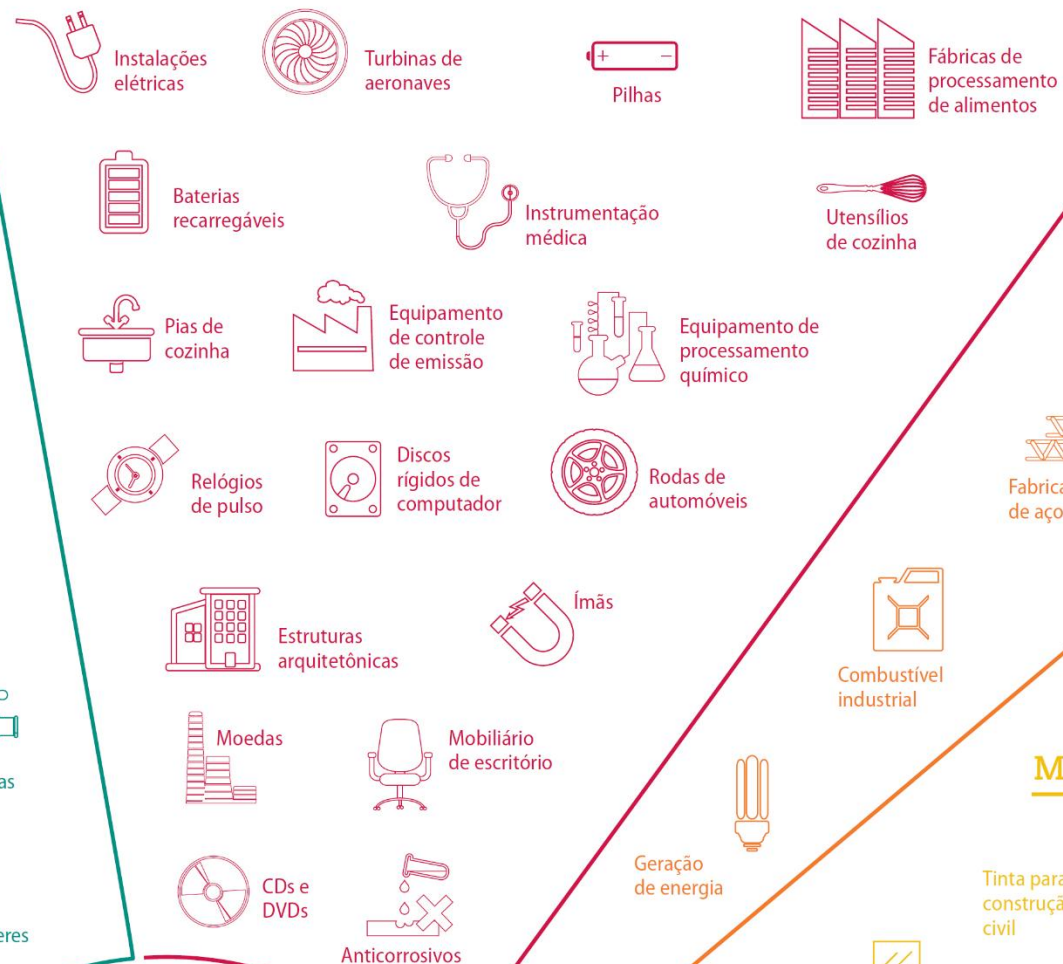 Instalações
elétricas
Turbinas de
aeronaves
+ −
Pilhas
Fábricas de
processamento
de alimentos
Baterias
recarregáveis
Instrumentação
médica
Utensílios
de cozinha
Pias de
cozinha
Equipamento
de controle
de emissão
Equipamento de
processamento
químico
Relógios
de pulso
Discos
rígidos de
computador
Rodas de
automóveis
de aço
Estruturas
arquitetônicas
Ímãs
Combustível
industrial
Moedas
Mobiliário
de escritório
Geração
de energia
CDs e
DVDs
Anticorrosivos
Tinta para
civil